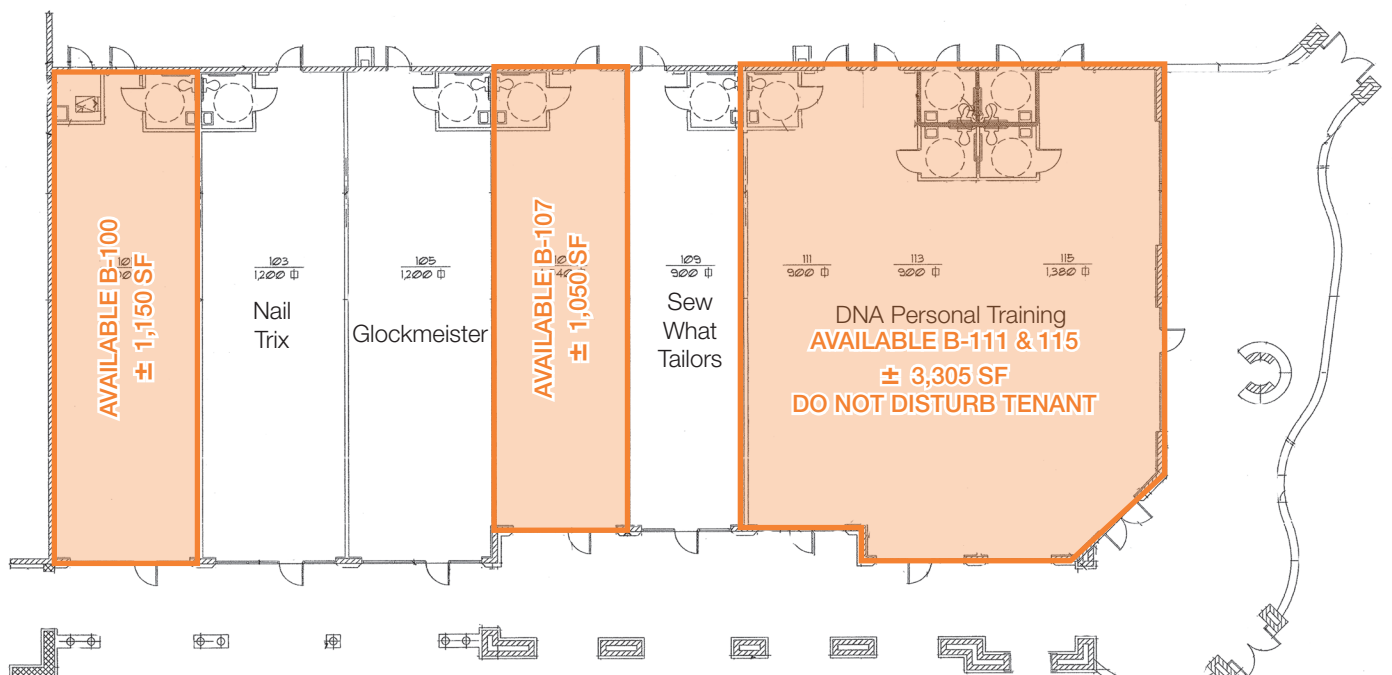 AVAILABLE B-100
± 1,150 SF
103
1,200
Nail
Trix
105
1,200
Glockmeister
AVAILABLE B-107
± 1,050 SF
109
900
Sew
What
Tailors
111
900
113
900
115
1,380
DNA Personal Training
AVAILABLE B-111 & 115
± 3,305 SF
DO NOT DISTURB TENANT